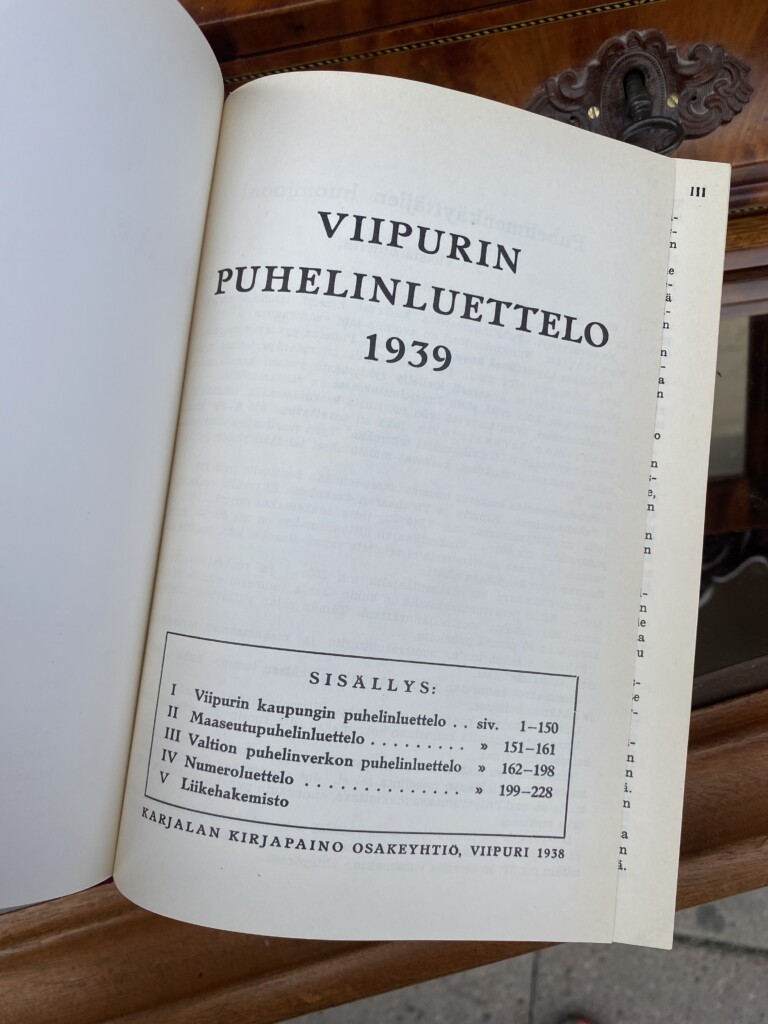 VIIPURIN
PUHELINLUETTELO
1939
SISÄLLYS:
I Viipurin kaupungin puhelinluettelo . . siv. 1—150
II Maaseutupuhelinluettelo . . . . . . . . . » 151—161
III Valtion puhelinverkon puhelinluettelo » 162—198
IV Numeroluettelo . . . . . . . . . . . . . . » 199—228
V Liikehakemisto
KARJALAN KIRJAPAINO OSAKEYHTIÖ, VIIPURI 1938
III